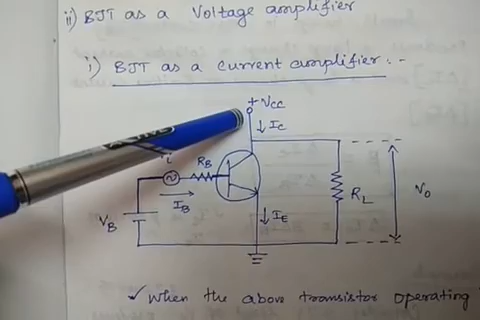 ii) BJT as a Voltage amplifier
i) BJT as a current amplifier :-
+ Vcc
↓ Ic
RB
IB
VB
↓ IE
RL
Vo
✓ When the above transistor operating